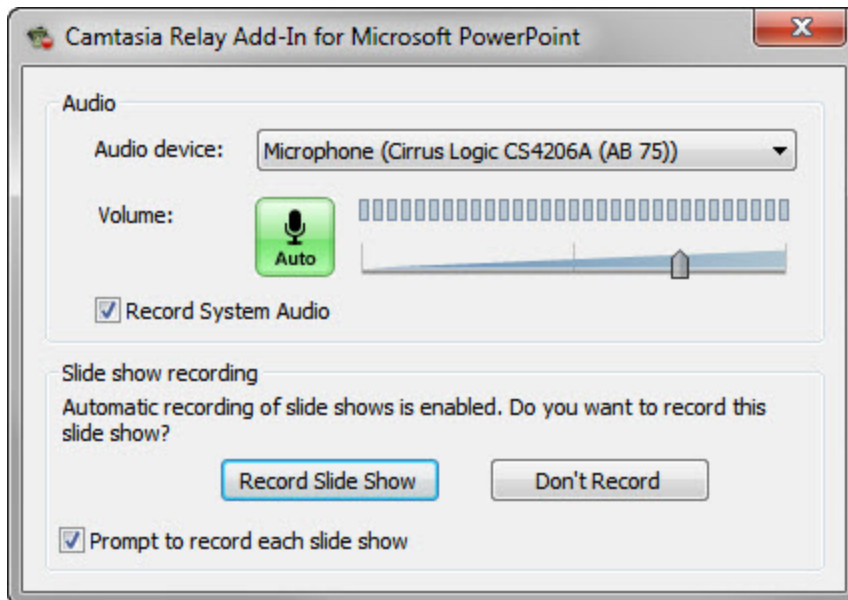 Camtasia Relay Add-In for Microsoft PowerPoint
Audio
Audio device:
Microphone (Cirrus Logic CS4206A (AB 75))
Volume:
Auto
Record System Audio
Slide show recording
Automatic recording of slide shows is enabled. Do you want to record this
slide show?
Record Slide Show
Don't Record
Prompt to record each slide show